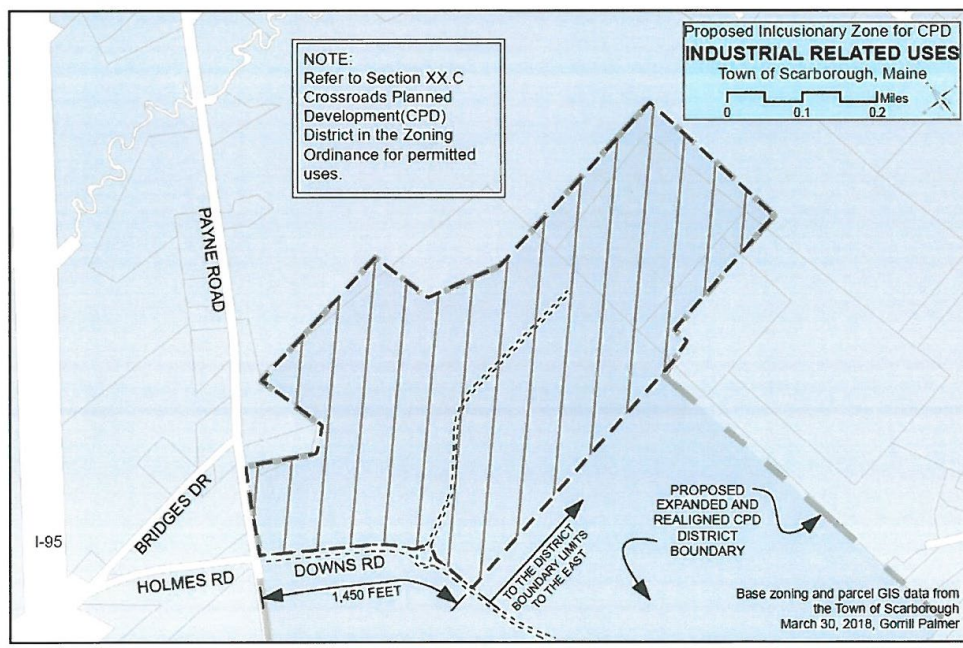 Proposed Inlcusionary Zone for CPD
INDUSTRIAL RELATED USES
Town of Scarborough, Maine
Miles
0 0.1 0.2
NOTE:
Refer to Section XX.C
Crossroads Planned
Development(CPD)
District in the Zoning
Ordinance for permitted
uses.
PAYNE ROAD
BRIDGES DR
I-95
HOLMES RD
DOWNS RD
1,450 FEET
TO THE DISTRICT
BOUNDARY LIMITS
TO THE EAST
PROPOSED
EXPANDED AND
REALIGNED CPD
DISTRICT
BOUNDARY
Base zoning and parcel GIS data from
the Town of Scarborough
March 30, 2018, Gorrill Palmer